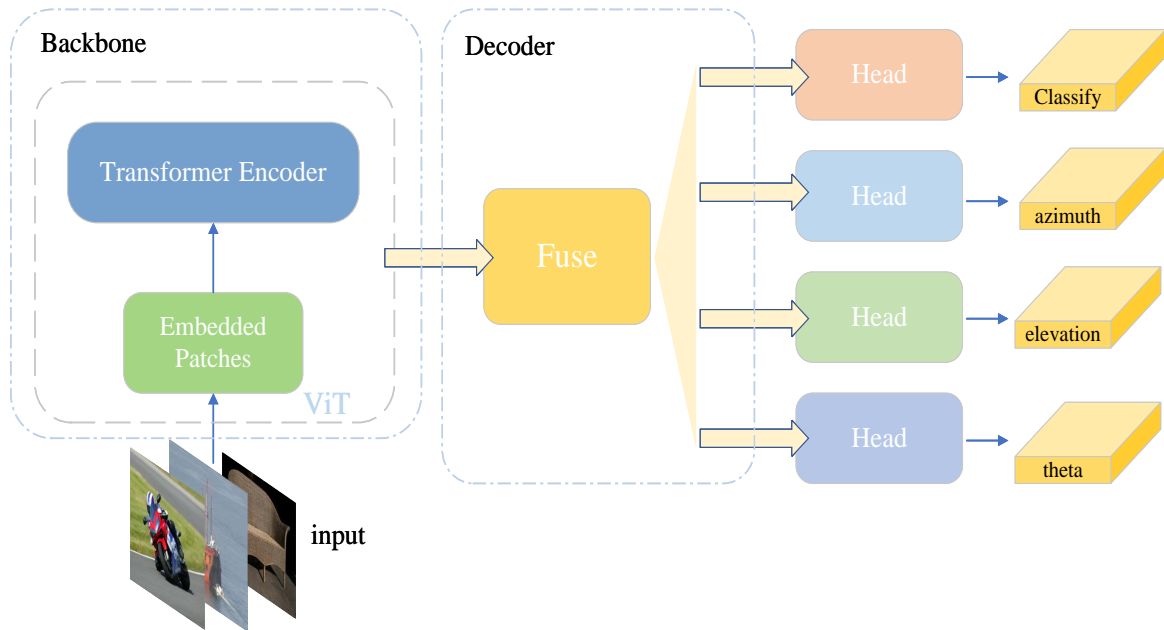 Backbone
Transformer Encoder
Embedded
Patches
ViT
input
Decoder
Fuse
Head
Classify
Head
azimuth
Head
elevation
Head
theta